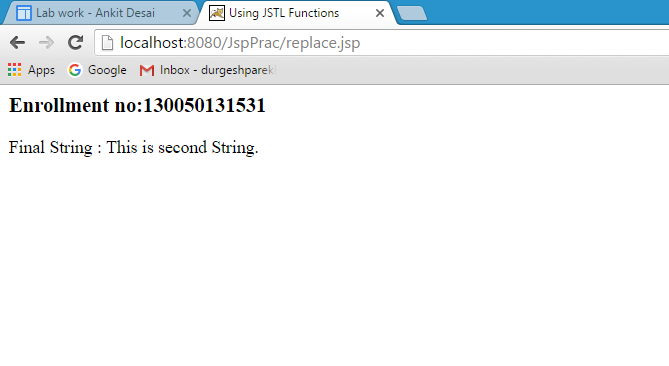 Lab work - Ankit Desai
Using JSTL Functions
localhost:8080/JspPrac/replace.jsp
Apps
Google
Inbox - durgeshparekh
Enrollment no:130050131531
Final String : This is second String.